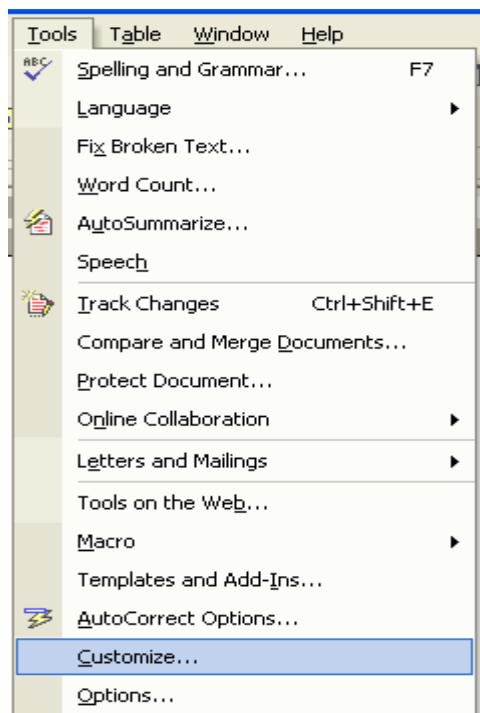 Tools Table Window Help
ABC Spelling and Grammar... F7
Language
Fix Broken Text...
Word Count...
AutoSummarize...
Speech
Track Changes Ctrl+Shift+E
Compare and Merge Documents...
Protect Document...
Online Collaboration
Letters and Mailings
Tools on the Web...
Macro
Templates and Add-Ins...
AutoCorrect Options...
Customize...
Options...